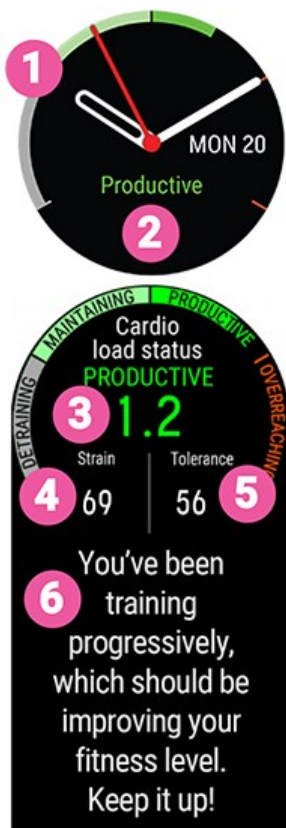 1
MON 20
Productive
2
DETRAINING
MAINTAINING
PRODUCTIVE
OVERREACHING
Cardio
load status
PRODUCTIVE
3
1.2
Strain
Tolerance
4
69
56
5
6
You've been
training
progressively,
which should be
improving your
fitness level.
Keep it up!